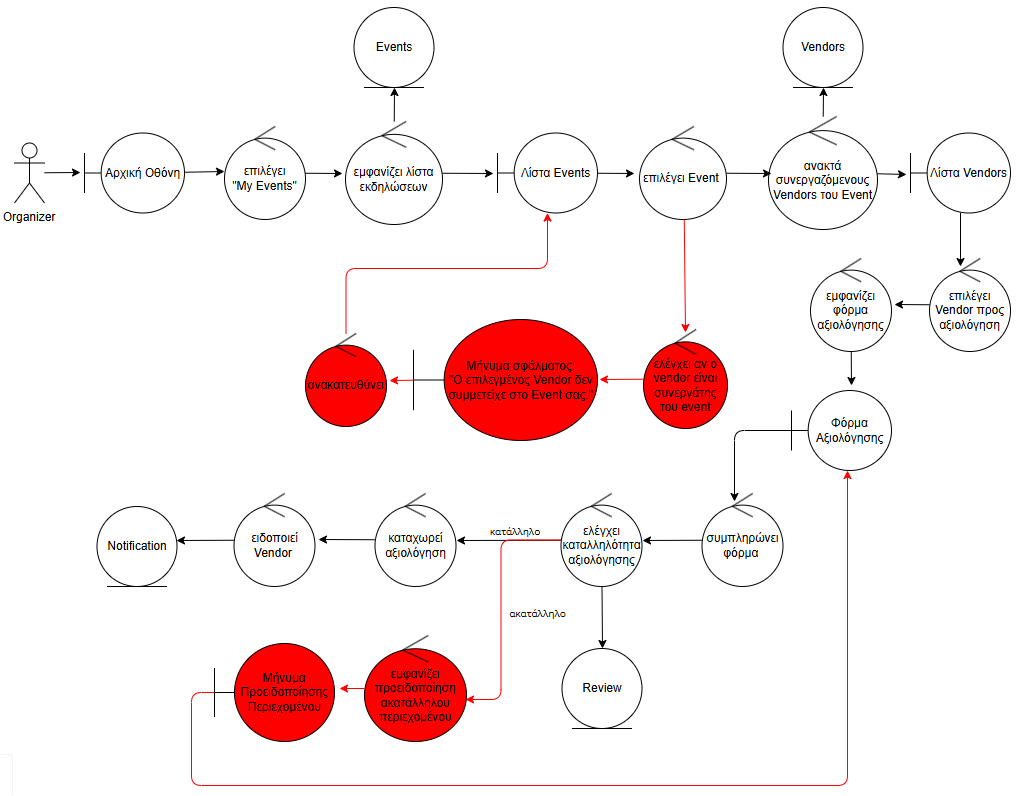 Events
Vendors
Organizer
Αρχική Οθόνη
επιλέγει
"My Events"
εμφανίζει λίστα
εκδηλώσεων
Λίστα Events
επιλέγει Event
ανακτά
συνεργαζόμενους
Vendors του Event
Λίστα Vendors
εμφανίζει
φόρμα
αξιολόγησης
επιλέγει
Vendor προς
αξιολόγηση
ανακατευθύνει
Μήνυμα σφάλματος:
"Ο επιλεγμένος Vendor δεν
συμμετείχε στο Event σας."
ελέγχει αν ο
vendor είναι
συνεργάτης
του event
Φόρμα
Αξιολόγησης
Notification
ειδοποιεί
Vendor
καταχωρεί
αξιολόγηση
κατάλληλο
ελέγχει
καταλληλότητα
αξιολόγησης
συμπληρώνει
φόρμα
ακατάλληλο
Μήνυμα
Προειδοποίησης
Περιεχομένου
εμφανίζει
προειδοποίηση
ακατάλληλου
περιεχομένου
Review